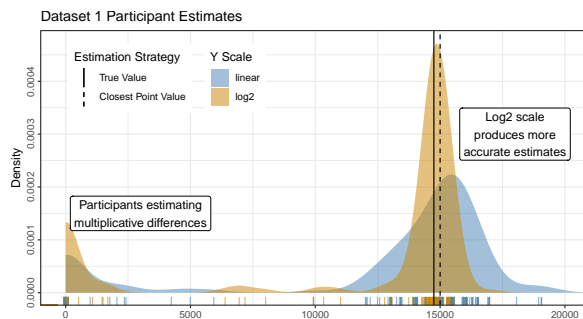 Dataset 1 Participant Estimates
Estimation Strategy
True Value
Closest Point Value
Y Scale
linear
log2
Log2 scale
produces more
accurate estimates
Participants estimating
multiplicative differences
Density
0.0004
0.0003
0.0002
0.0001
0.0000
0
5000
10000
15000
20000